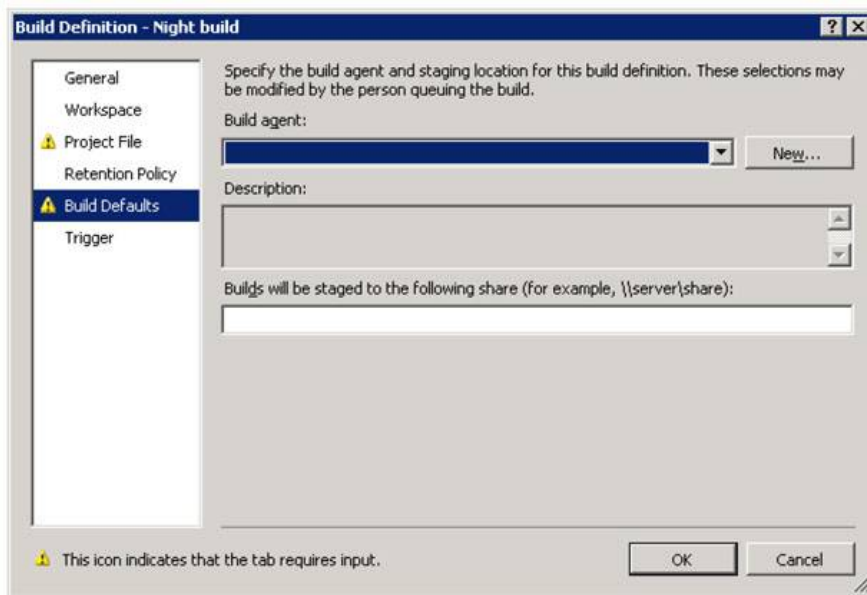 Build Definition - Night build
General
Workspace
Project File
Retention Policy
Build Defaults
Trigger
Specify the build agent and staging location for this build definition. These selections may
be modified by the person queuing the build.
Build agent:
New...
Description:
Builds will be staged to the following share (for example, \\server\share):
This icon indicates that the tab requires input.
OK
Cancel